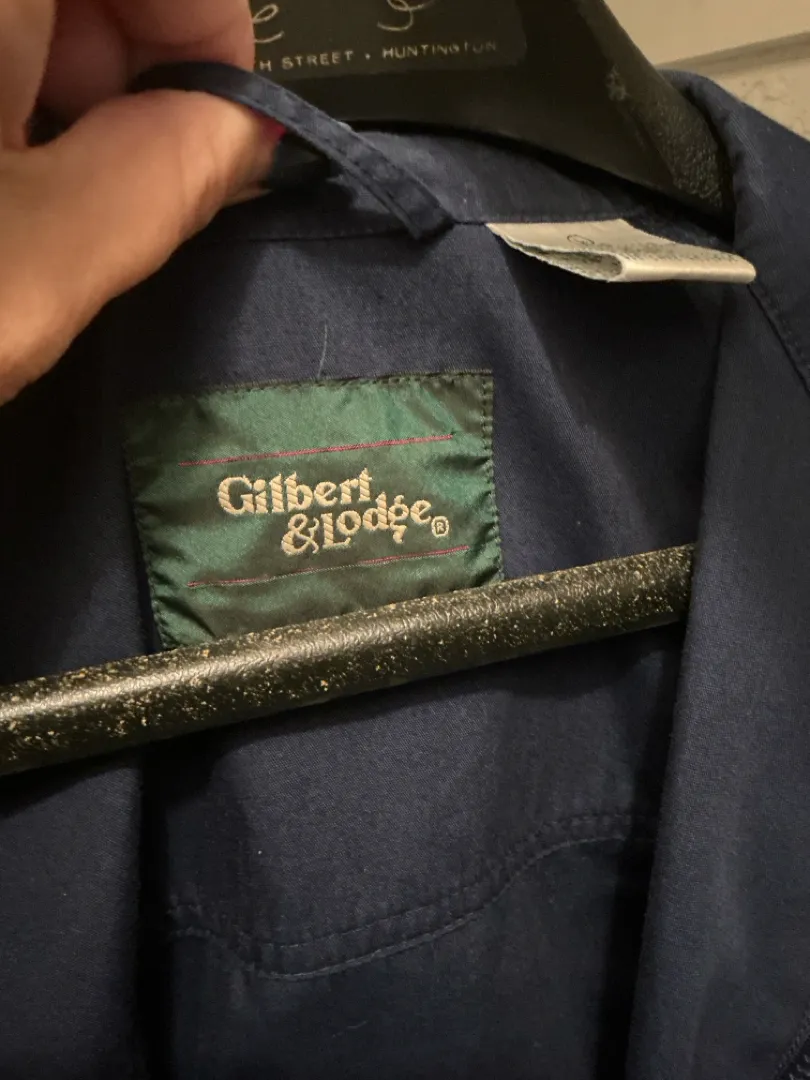 STREET . HUNTINGTON
Gilbert
& Lodge ®